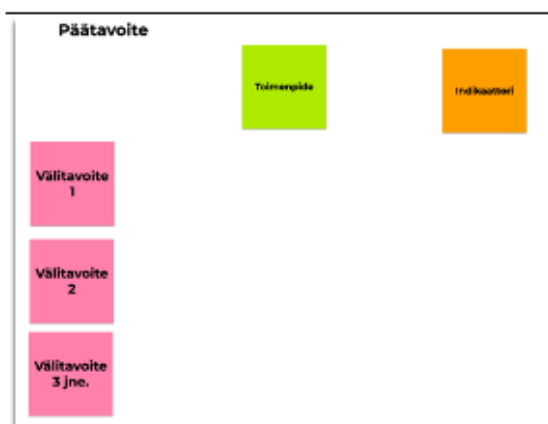 Päätavoite
Toimenpide
Indikaattori
Välitavoite
1
Välitavoite
2
Välitavoite
3 jne.